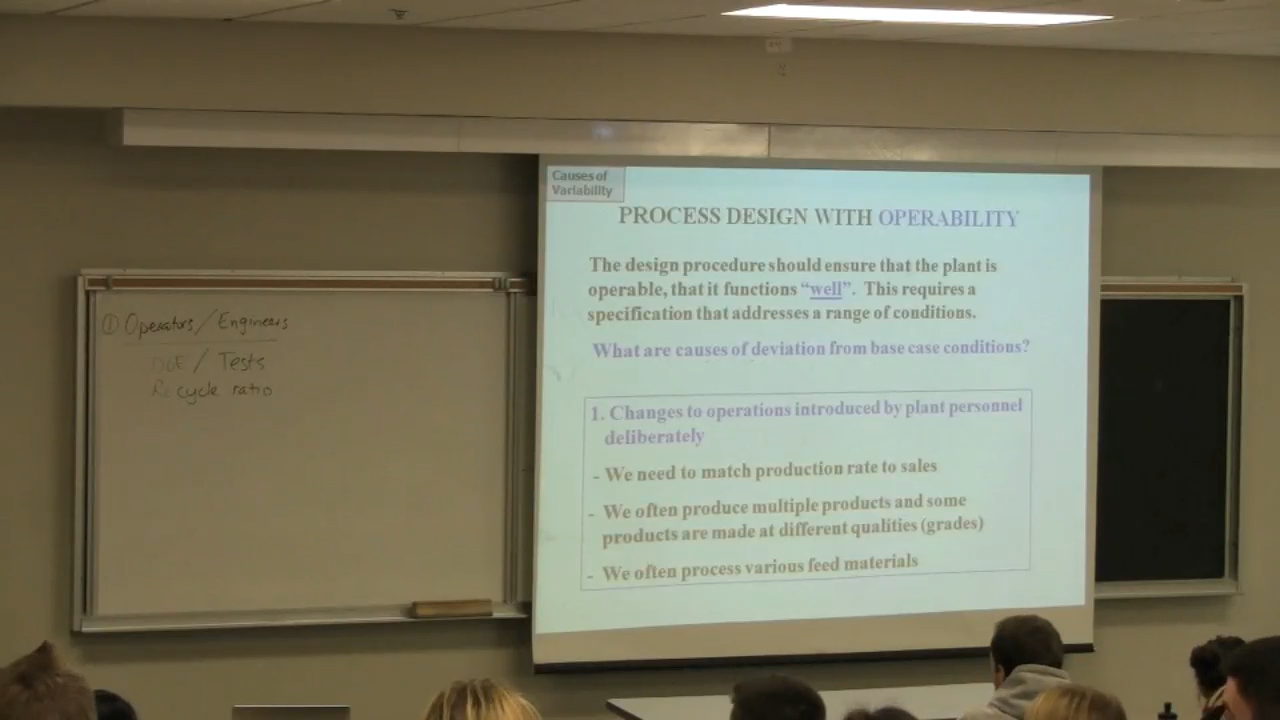 ① Operators/Engineers
DOE / Tests
Recycle ratio
Causes of
Variability
PROCESS DESIGN WITH OPERABILITY
The design procedure should ensure that the plant is
operable, that it functions “well”. This requires a
specification that addresses a range of conditions.
What are causes of deviation from base case conditions?
1. Changes to operations introduced by plant personnel
deliberately
- We need to match production rate to sales
- We often produce multiple products and some
products are made at different qualities (grades)
- We often process various feed materials